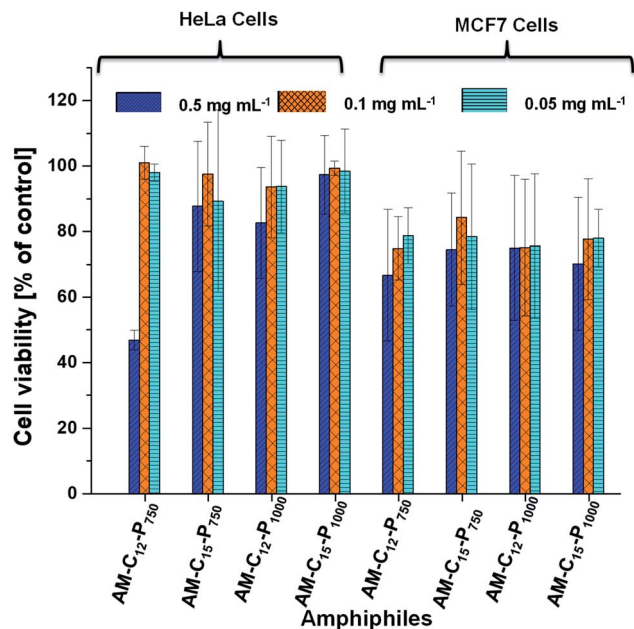 HeLa Cells
MCF7 Cells
0.5 mg mL⁻¹
0.1 mg mL⁻¹
0.05 mg mL⁻¹
Cell viability [% of control]
120
100
80
60
40
20
0
AM-C₁₂-P₇₅₀
AM-C₁₅-P₇₅₀
AM-C₁₂-P₁₀₀₀
AM-C₁₅-P₁₀₀₀
AM-C₁₂-P₇₅₀
AM-C₁₅-P₇₅₀
AM-C₁₂-P₁₀₀₀
AM-C₁₅-P₁₀₀₀
Amphiphiles